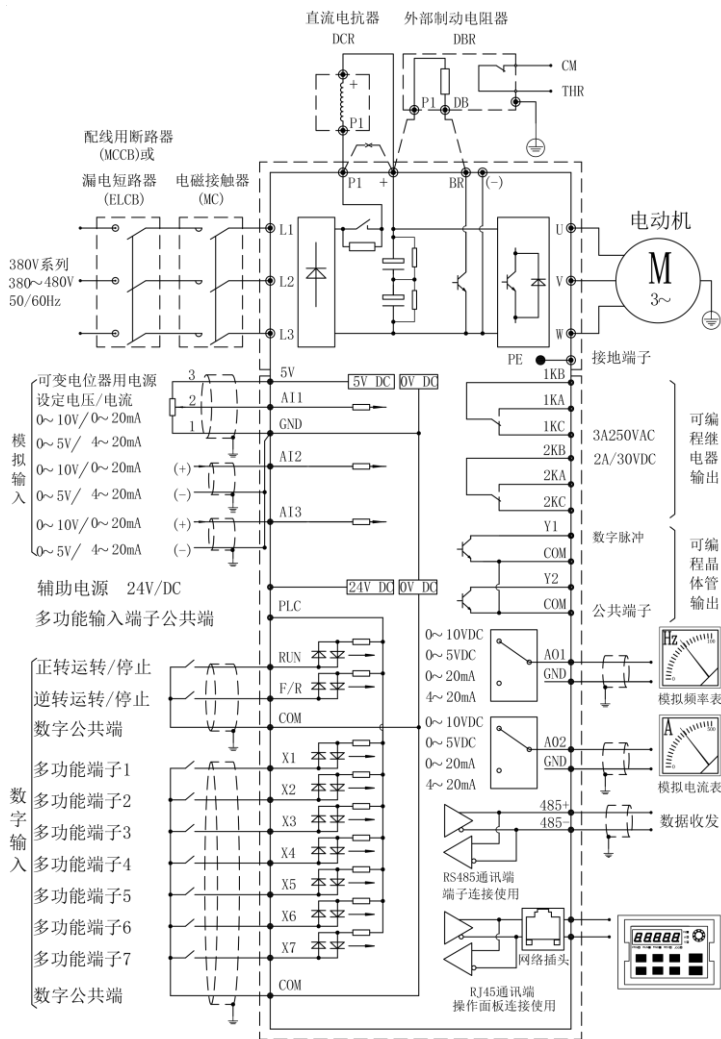 直流电抗器
DCR
外部制动电阻器
DBR
+
P1
P1
DB
CM
THR
配线用断路器
(MCCB)或
漏电短路器
(ELCB)
电磁接触器
(MC)
P1
+
BR
(-)
380V系列
380～480V
50/60Hz
L1
L2
L3
U
V
W
电动机
M
3~
PE
接地端子
模拟输入
可变电位器用电源
设定电压/电流
0～10V/0～20mA
0～5V/ 4～20mA
0～10V/0～20mA
0～5V/ 4～20mA
0～10V/0～20mA
0～5V/ 4～20mA
3
2
1
(+)
(-)
(+)
(-)
5V
AI1
GND
AI2
AI3
5V DC
0V DC
1KB
1KA
1KC
2KB
2KA
2KC
3A250VAC
2A/30VDC
可编程继电器输出
Y1
COM
Y2
COM
数字脉冲
公共端子
可编程晶体管输出
辅助电源 24V/DC
多功能输入端子公共端
24V DC
0V DC
PLC
数字输入
正转运转/停止
逆转运转/停止
数字公共端
多功能端子1
多功能端子2
多功能端子3
多功能端子4
多功能端子5
多功能端子6
多功能端子7
数字公共端
RUN
F/R
COM
X1
X2
X3
X4
X5
X6
X7
COM
0～10VDC
0～5VDC
0～20mA
4～20mA
AO1
GND
Hz
100
模拟频率表
0～10VDC
0～5VDC
0～20mA
4～20mA
AO2
GND
A
500
模拟电流表
485+
485-
数据收发
RS485通讯端
端子连接使用
网络插头
RJ45通讯端
操作面板连接使用
88888